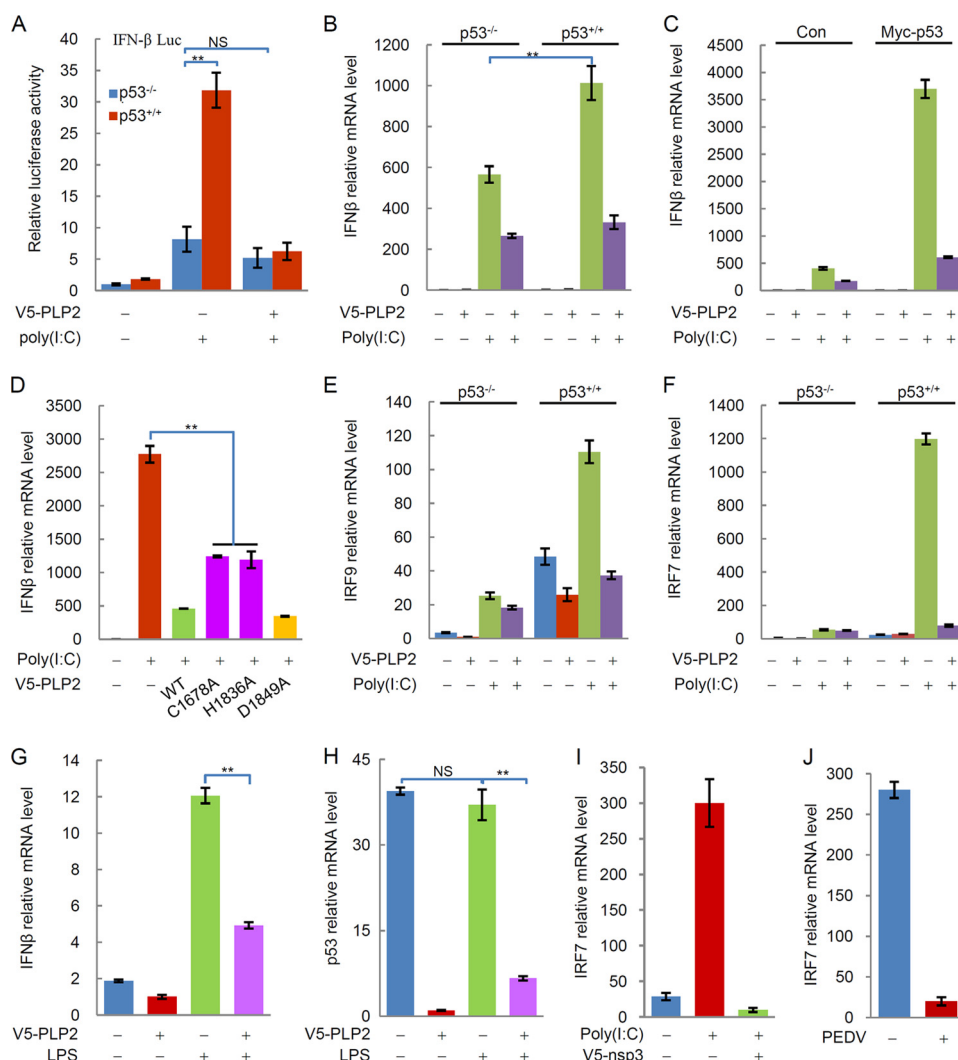 A
IFN-β Luc
NS
**
p53-/-
p53+/+
Relative luciferase activity
40
35
30
25
20
15
10
5
0
V5-PLP2 – +
poly(I:C) – + +
B
p53-/- p53+/+
**
IFNβ relative mRNA level
1200
1000
800
600
400
200
0
V5-PLP2 – + – + – + – +
Poly(I:C) – – + + – – + +
C
Con Myc-p53
IFNβ relative mRNA level
4500
4000
3500
3000
2500
2000
1500
1000
500
0
V5-PLP2 – + – + – + – +
Poly(I:C) – – + + – – + +
D
**
IFNβ relative mRNA level
3500
3000
2500
2000
1500
1000
500
0
Poly(I:C) – + + + + +
V5-PLP2 – – WT C1678A H1836A D1849A
E
p53-/- p53+/+
IRF9 relative mRNA level
140
120
100
80
60
40
20
0
V5-PLP2 – + – + – + – +
Poly(I:C) – – + + – – + +
F
p53-/- p53+/+
IRF7 relative mRNA level
1400
1200
1000
800
600
400
200
0
V5-PLP2 – + – + – + – +
Poly(I:C) – – + + – – + +
G
**
IFNβ relative mRNA level
14
12
10
8
6
4
2
0
V5-PLP2 – + – +
LPS – – + +
H
NS **
p53 relative mRNA level
45
30
15
0
V5-PLP2 – + – +
LPS – – + +
I
IRF7 relative mRNA level
350
300
250
200
150
100
50
0
Poly(I:C) – + +
V5-nsp3 – – +
J
IRF7 relative mRNA level
300
250
200
150
100
50
0
PEDV – +